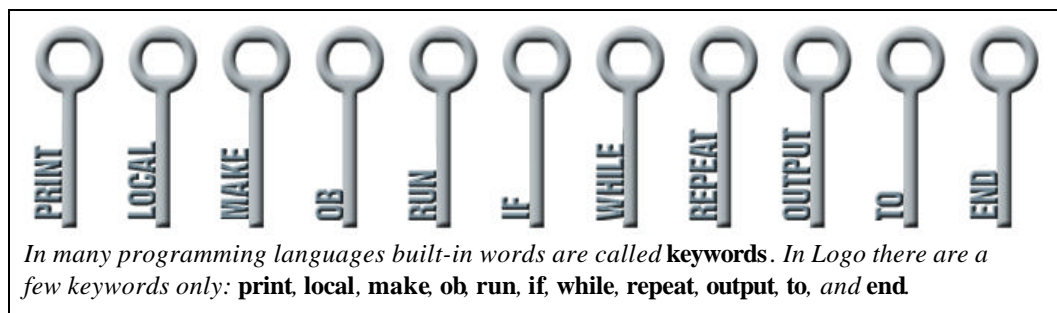 PRINT
LOCAL
MAKE
OB
RUN
IF
WHILE
REPEAT
OUTPUT
TO
END
In many programming languages built-in words are called keywords. In Logo there are a
few keywords only: print, local, make, ob, run, if, while, repeat, output, to, and end.